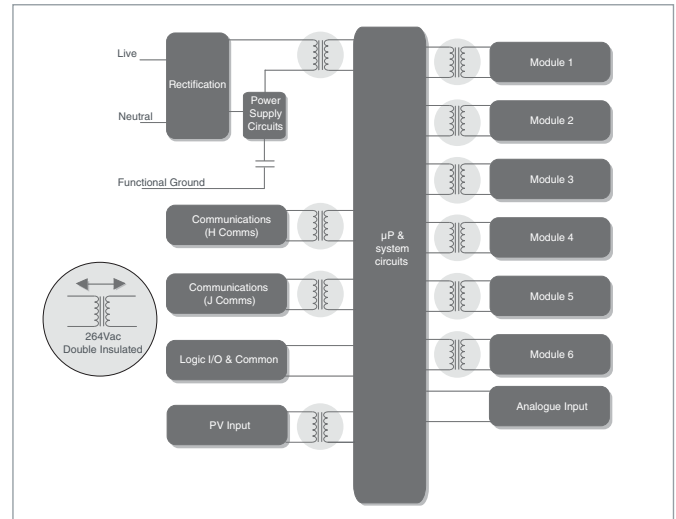 Live
Neutral
Functional Ground
Rectification
Power
Supply
Circuits
Communications
(H Comms)
Communications
(J Comms)
264Vac
Double Insulated
Logic I/O & Common
PV Input
µP &
system
circuits
Module 1
Module 2
Module 3
Module 4
Module 5
Module 6
Analogue Input